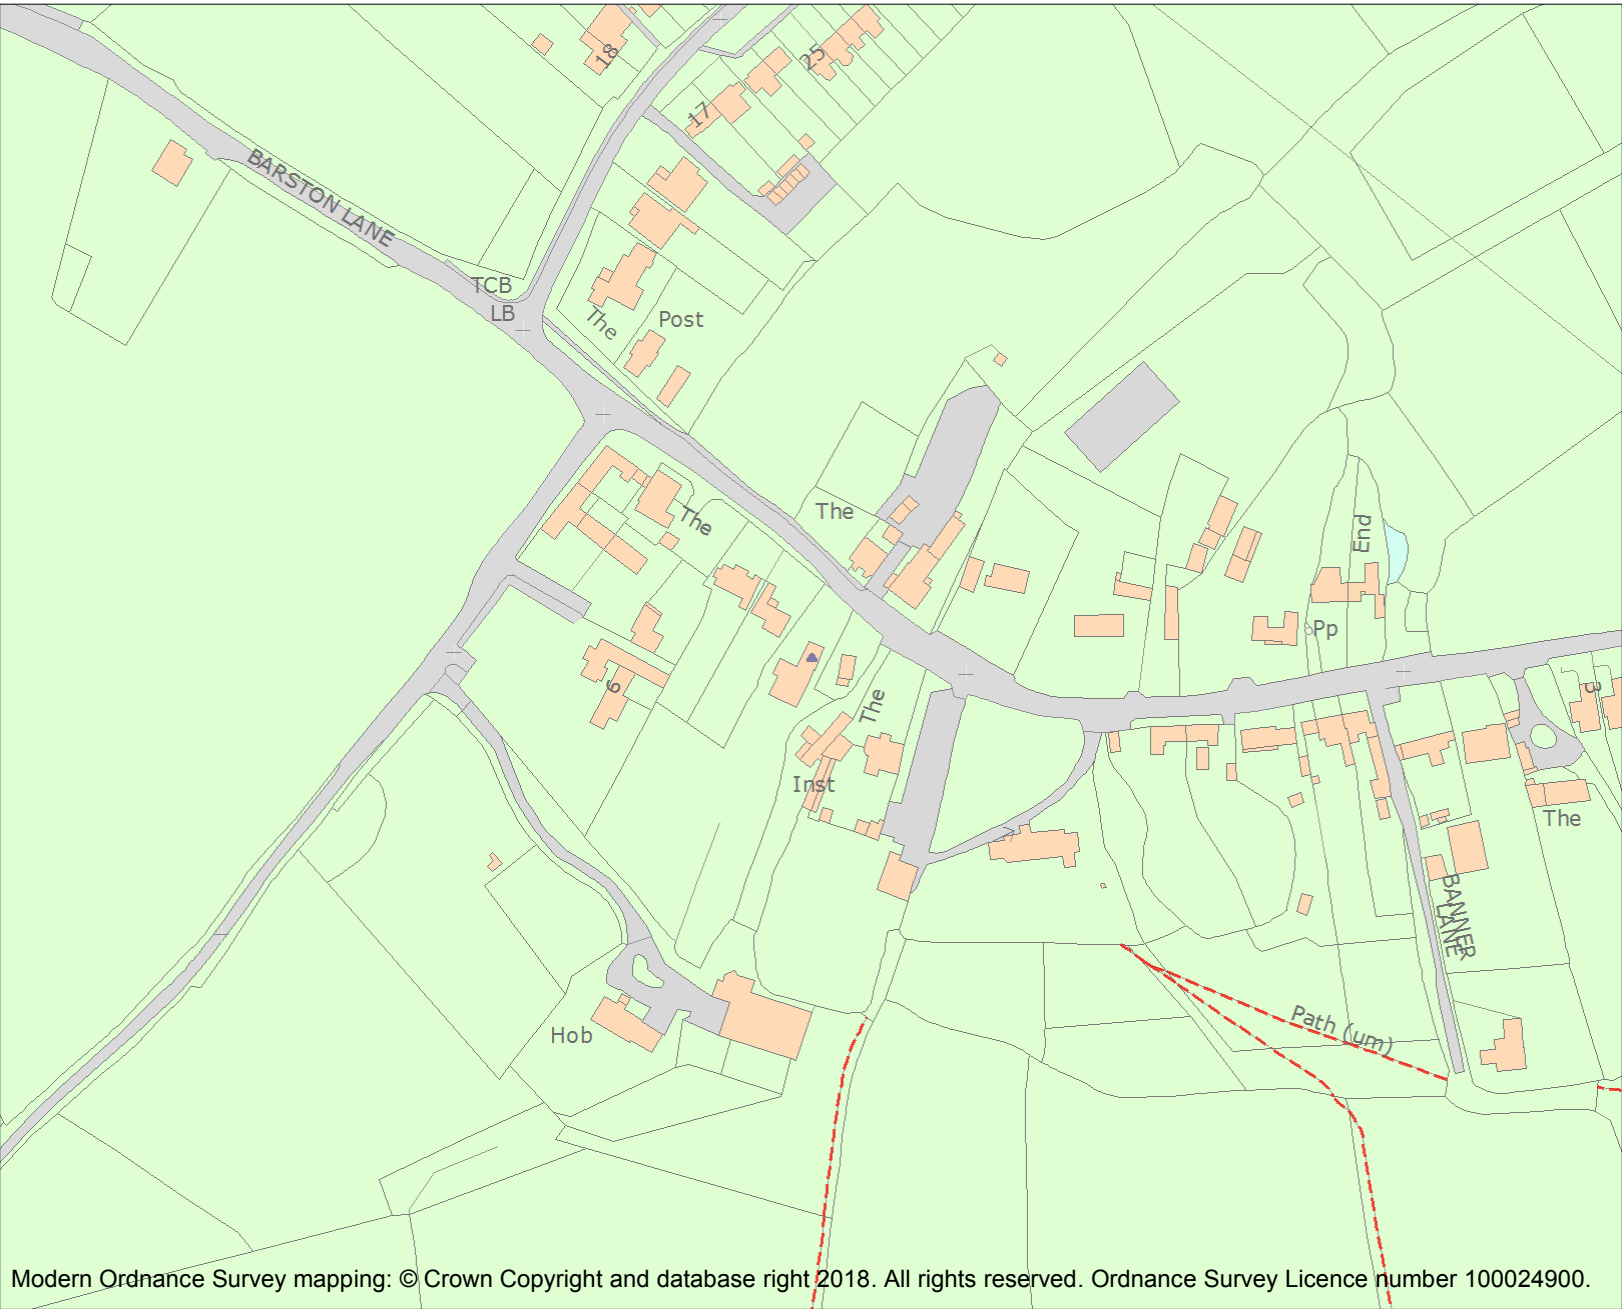 18
25
17
BARSTON LANE
TCB
LB
The
Post
The
The
End
Pp
6
The
3
Inst
The
7
BANNER
LANE
Path (um)
Hob
Modern Ordnance Survey mapping: © Crown Copyright and database right 2018. All rights reserved. Ordnance Survey Licence number 100024900.